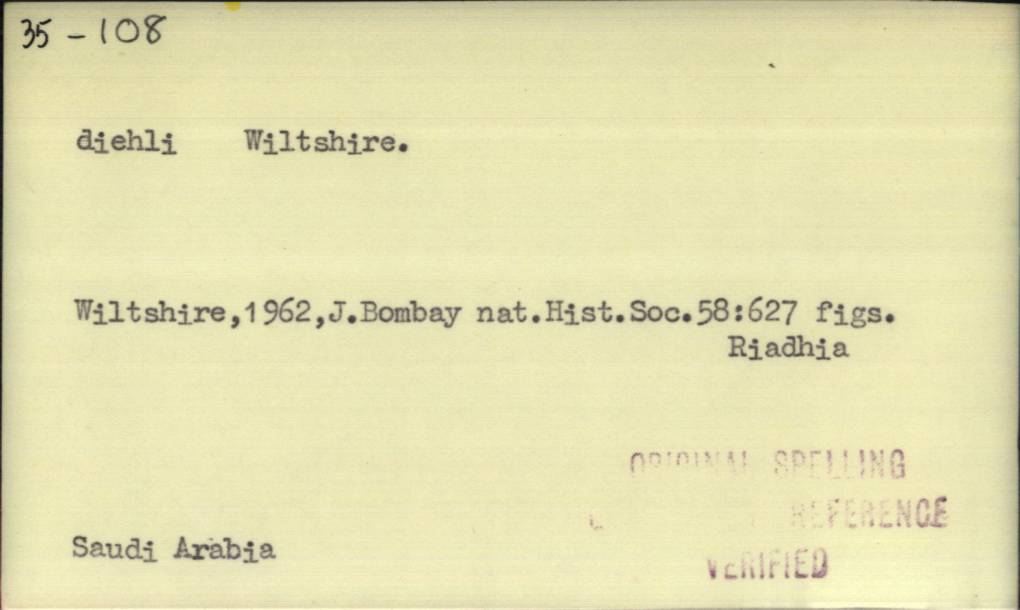 35 - 108
diehli Wiltshire.
Wiltshire,1962,J.Bombay nat.Hist.Soc.58:627 figs.
Riadhia
ORIGINAL SPELLING
REFERENCE
Saudi Arabia
VERIFIED